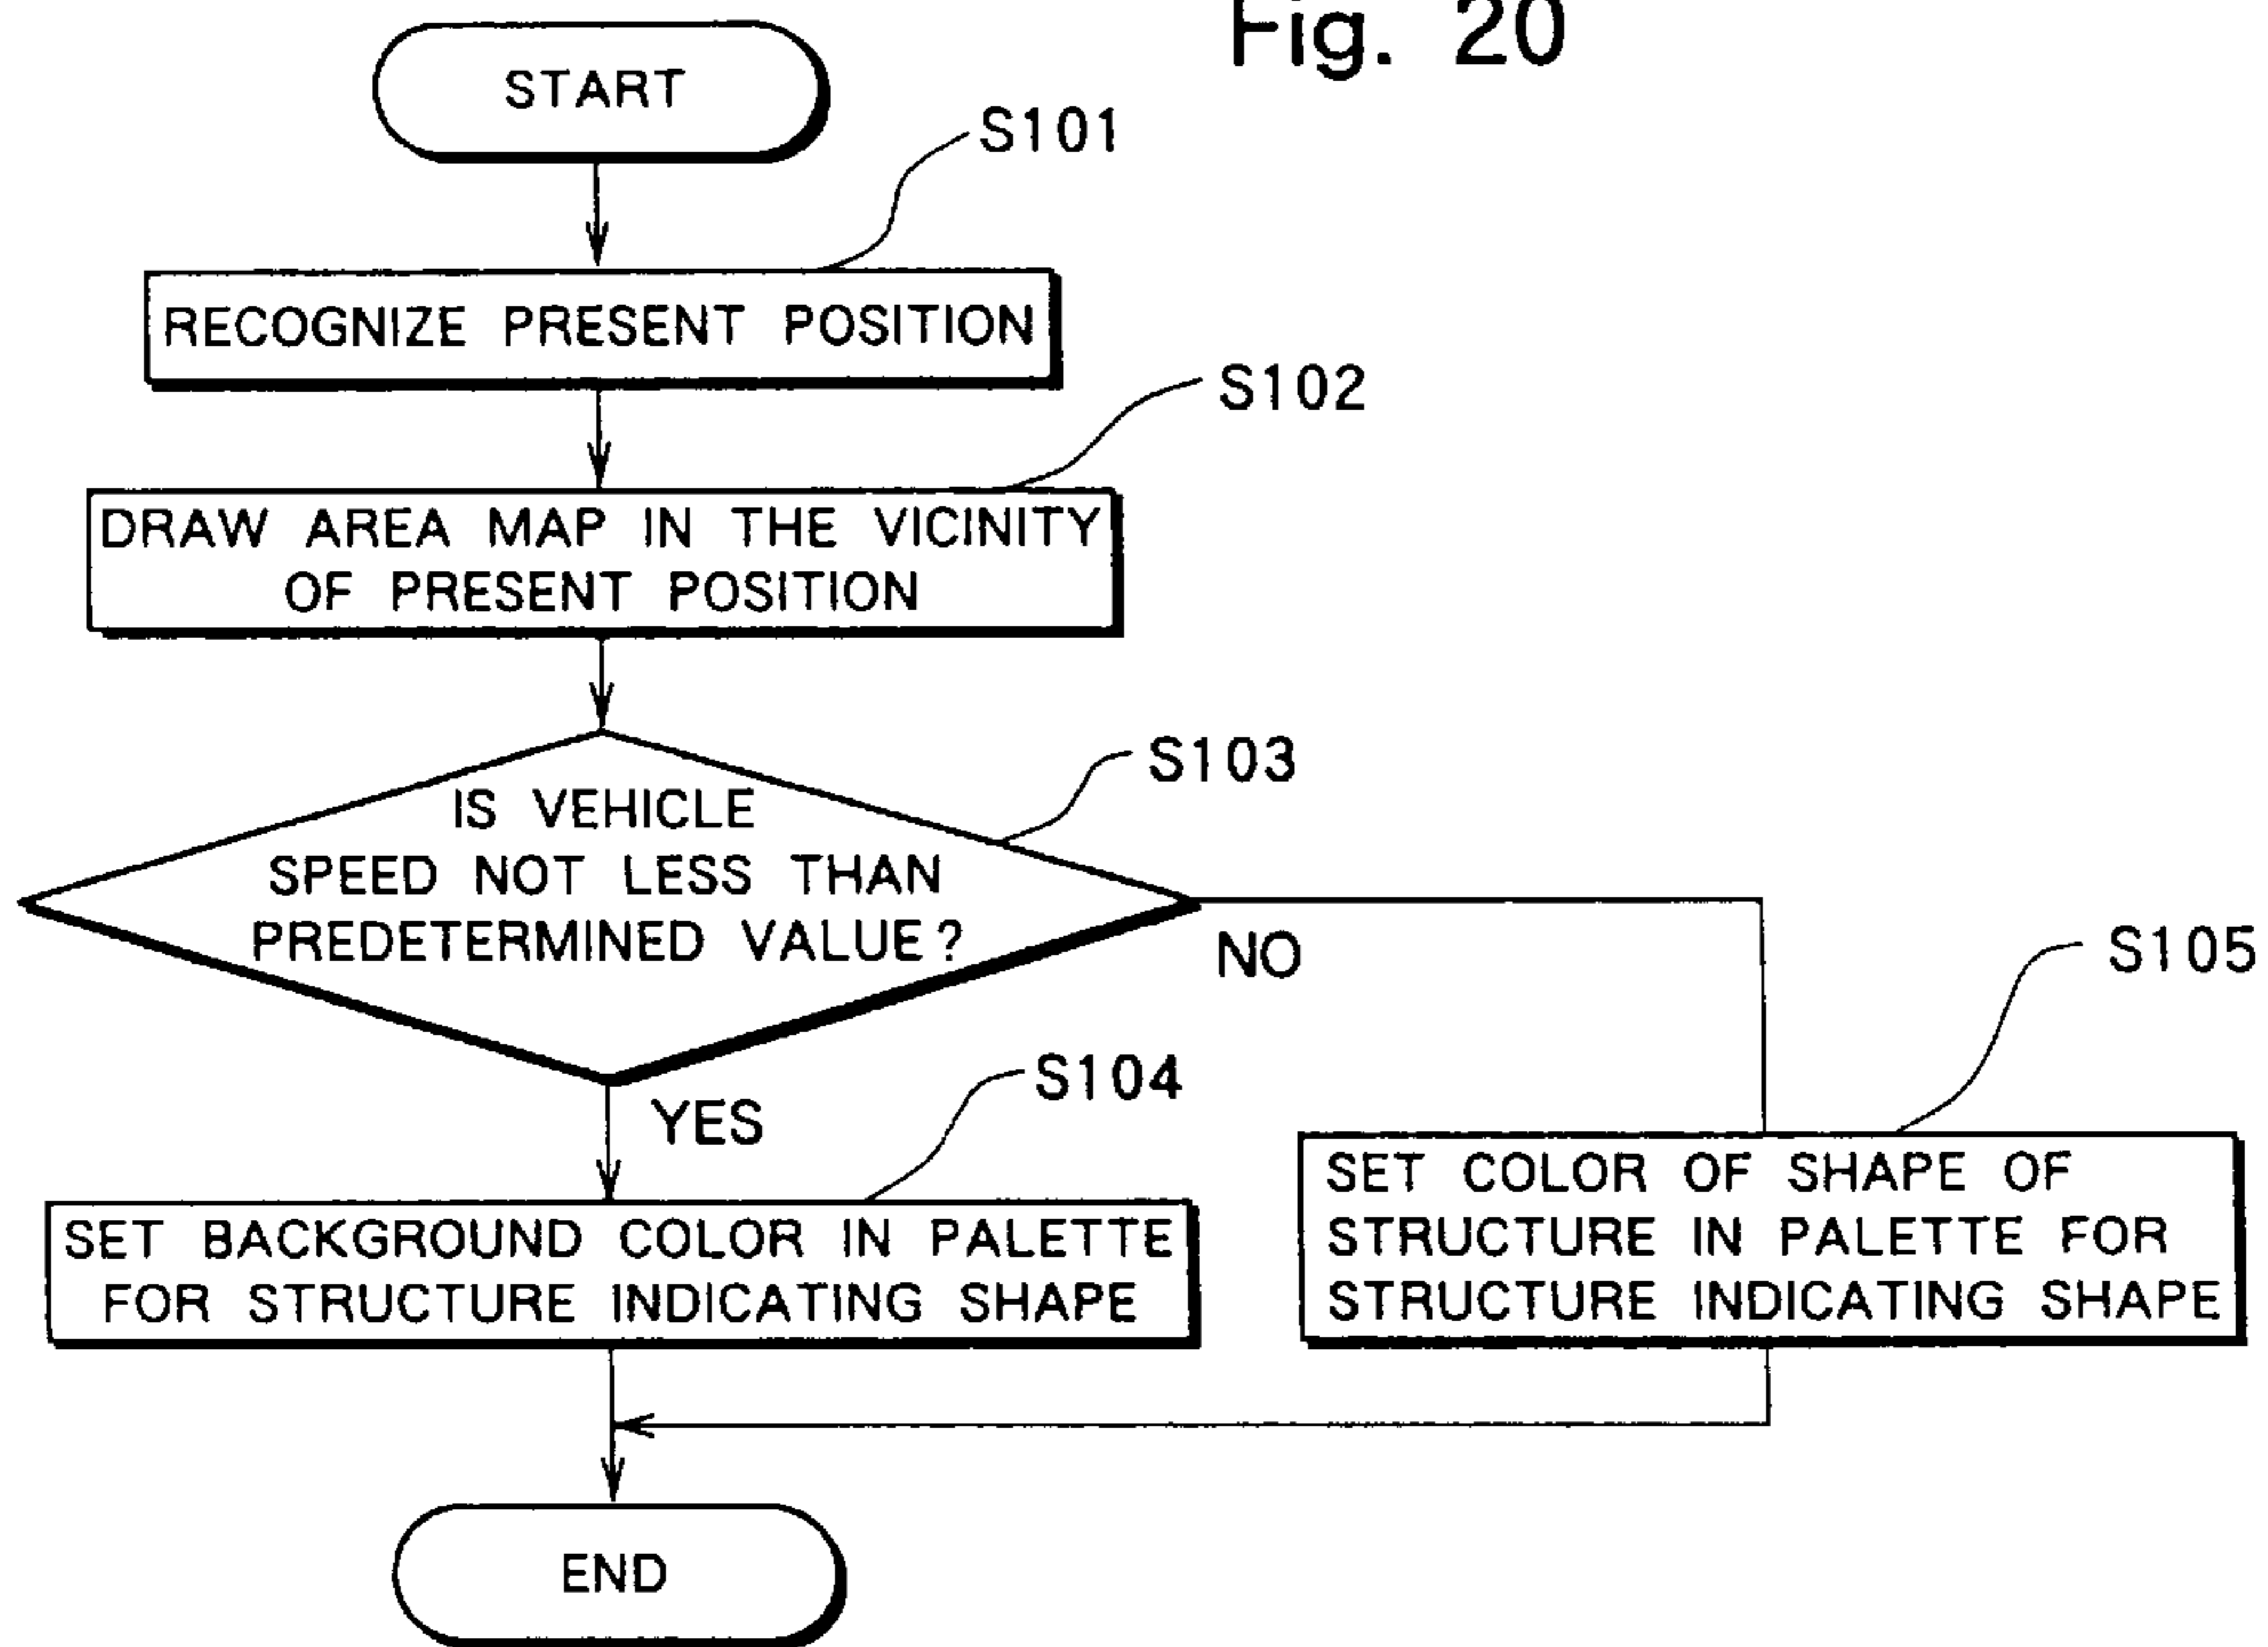 Fig. 20
START
S101
RECOGNIZE PRESENT POSITION
S102
DRAW AREA MAP IN THE VICINITY
OF PRESENT POSITION
S103
IS VEHICLE
SPEED NOT LESS THAN
PREDETERMINED VALUE?
NO
S105
S104
YES
SET COLOR OF SHAPE OF
STRUCTURE IN PALETTE FOR
STRUCTURE INDICATING SHAPE
SET BACKGROUND COLOR IN PALETTE
FOR STRUCTURE INDICATING SHAPE
END